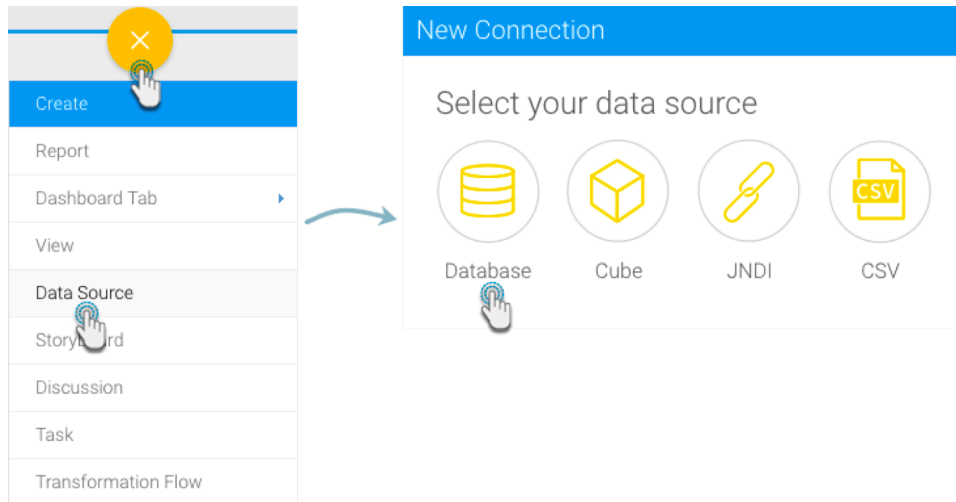 Create
Report
Dashboard Tab
View
Data Source
Storyboard
Discussion
Task
Transformation Flow
New Connection
Select your data source
Database
Cube
JNDI
CSV
CSV